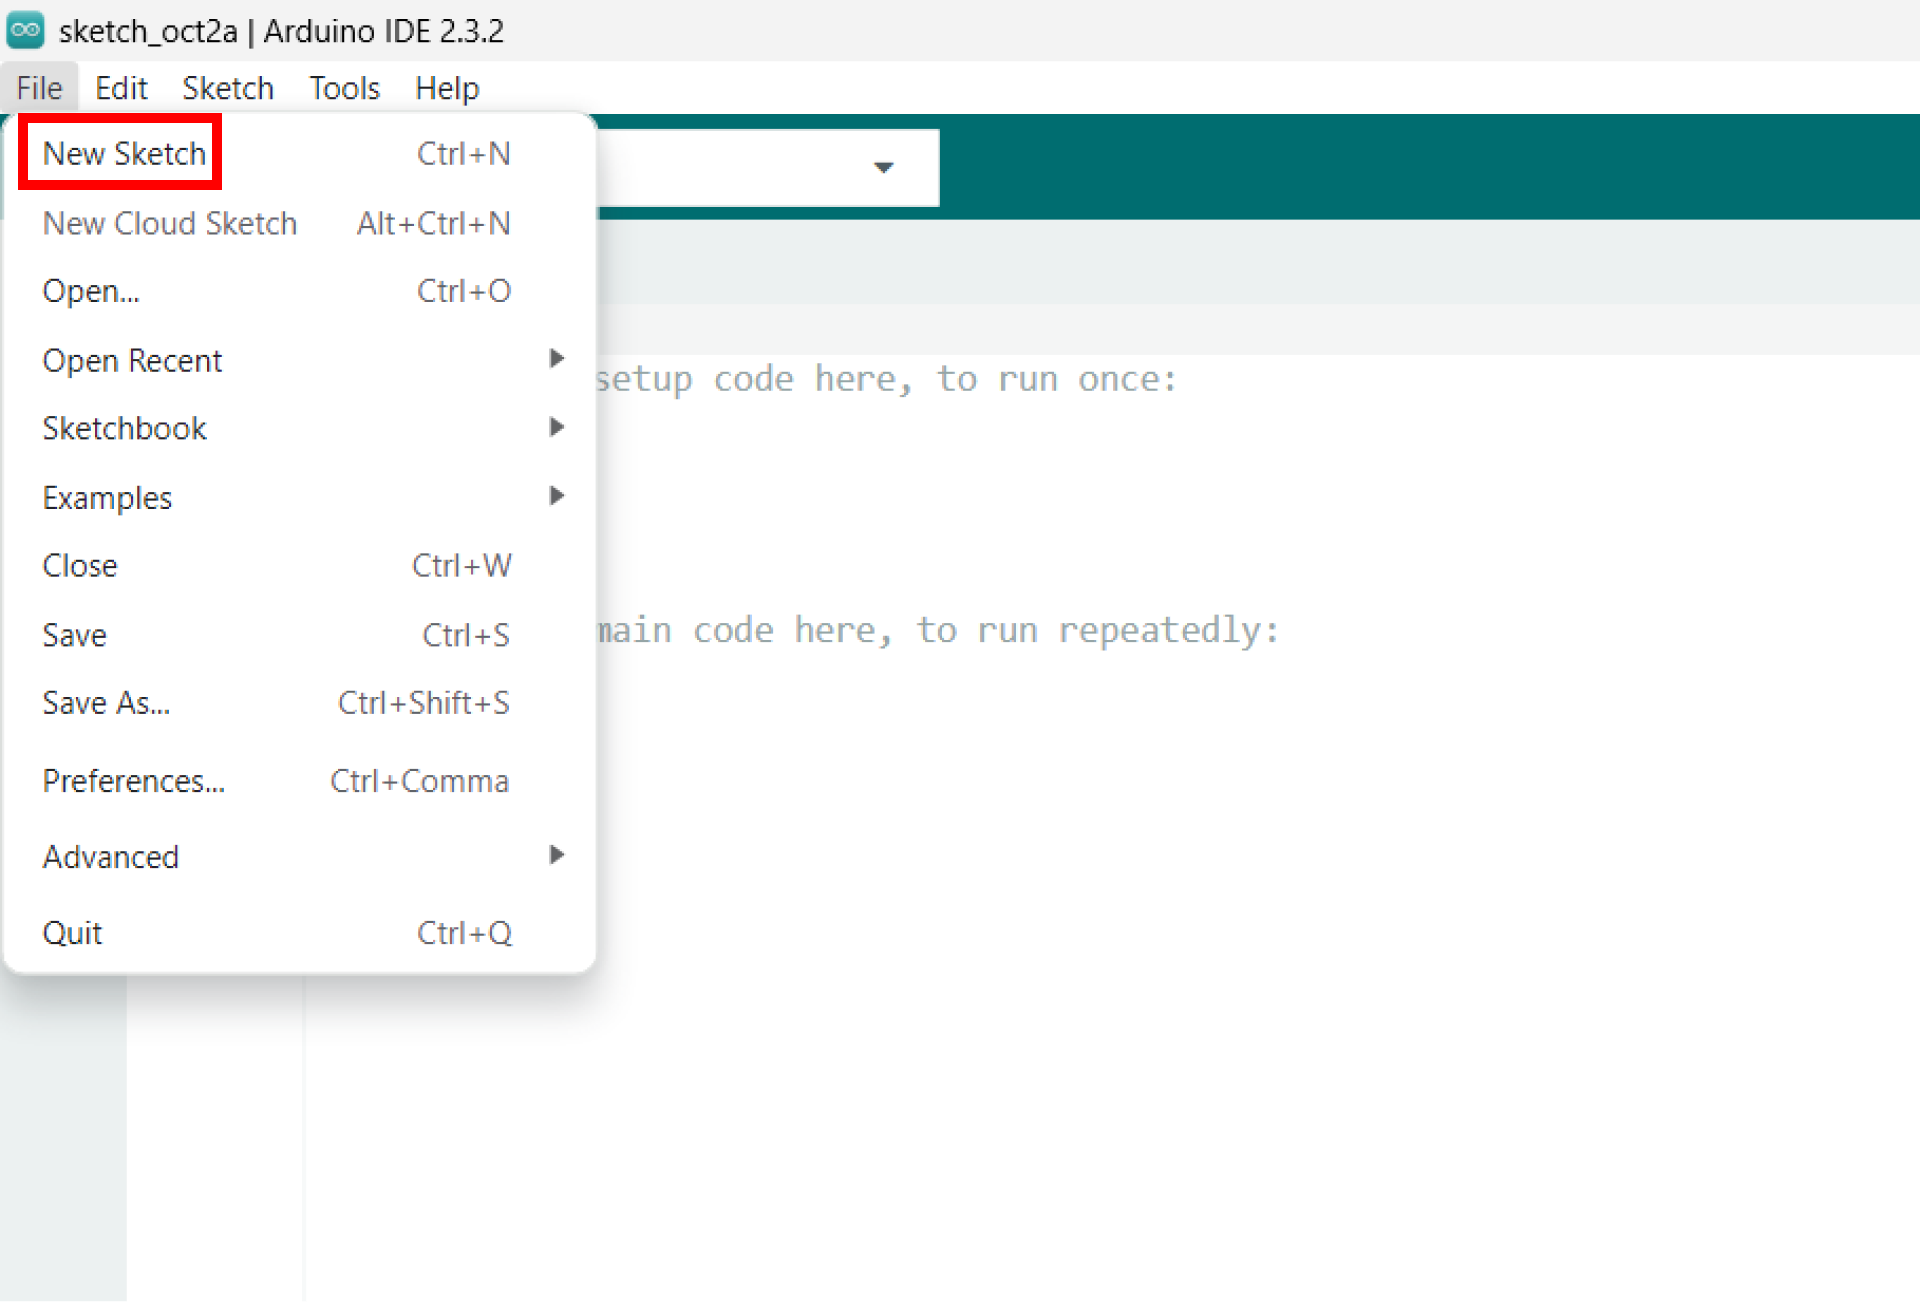 sketch_oct2a | Arduino IDE 2.3.2
File Edit Sketch Tools Help
New Sketch Ctrl+N
New Cloud Sketch Alt+Ctrl+N
Open... Ctrl+O
Open Recent
setup code here, to run once:
Sketchbook
Examples
Close Ctrl+W
Save Ctrl+S
main code here, to run repeatedly:
Save As... Ctrl+Shift+S
Preferences... Ctrl+Comma
Advanced
Quit Ctrl+Q